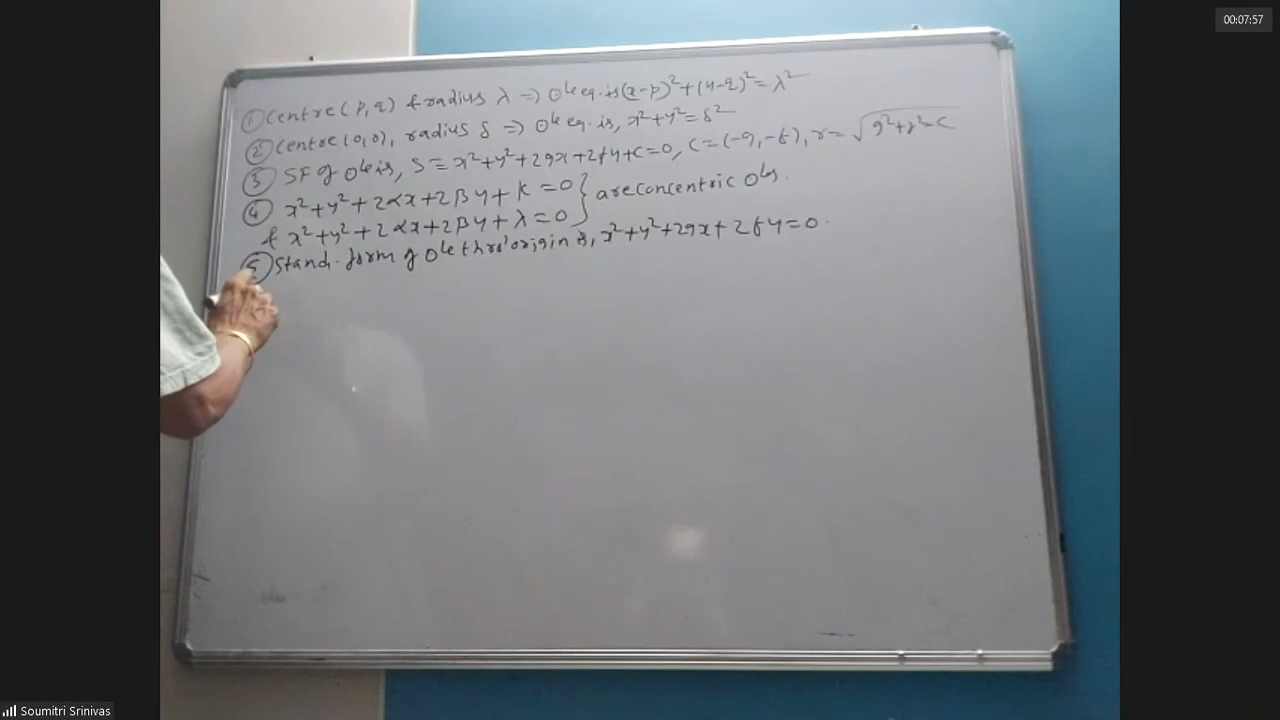 00:07:57
① Centre (p,q) & radius λ ⇒ ⊙le eq. is (x-p)²+(y-q)²=λ²
② Centre (0,0), radius δ ⇒ ⊙le eq. is, x²+y²=δ²
③ SF of ⊙le is, S ≡ x²+y²+2gx+2fy+c=0, C=(-g,-f), r=√g²+f²-c
④ x²+y²+2αx+2βy+k=0 } are concentric ⊙les.
& x²+y²+2αx+2βy+λ=0
⑤ Stand. form of ⊙le thro' origin is, x²+y²+2gx+2fy=0.
Soumitri Srinivas